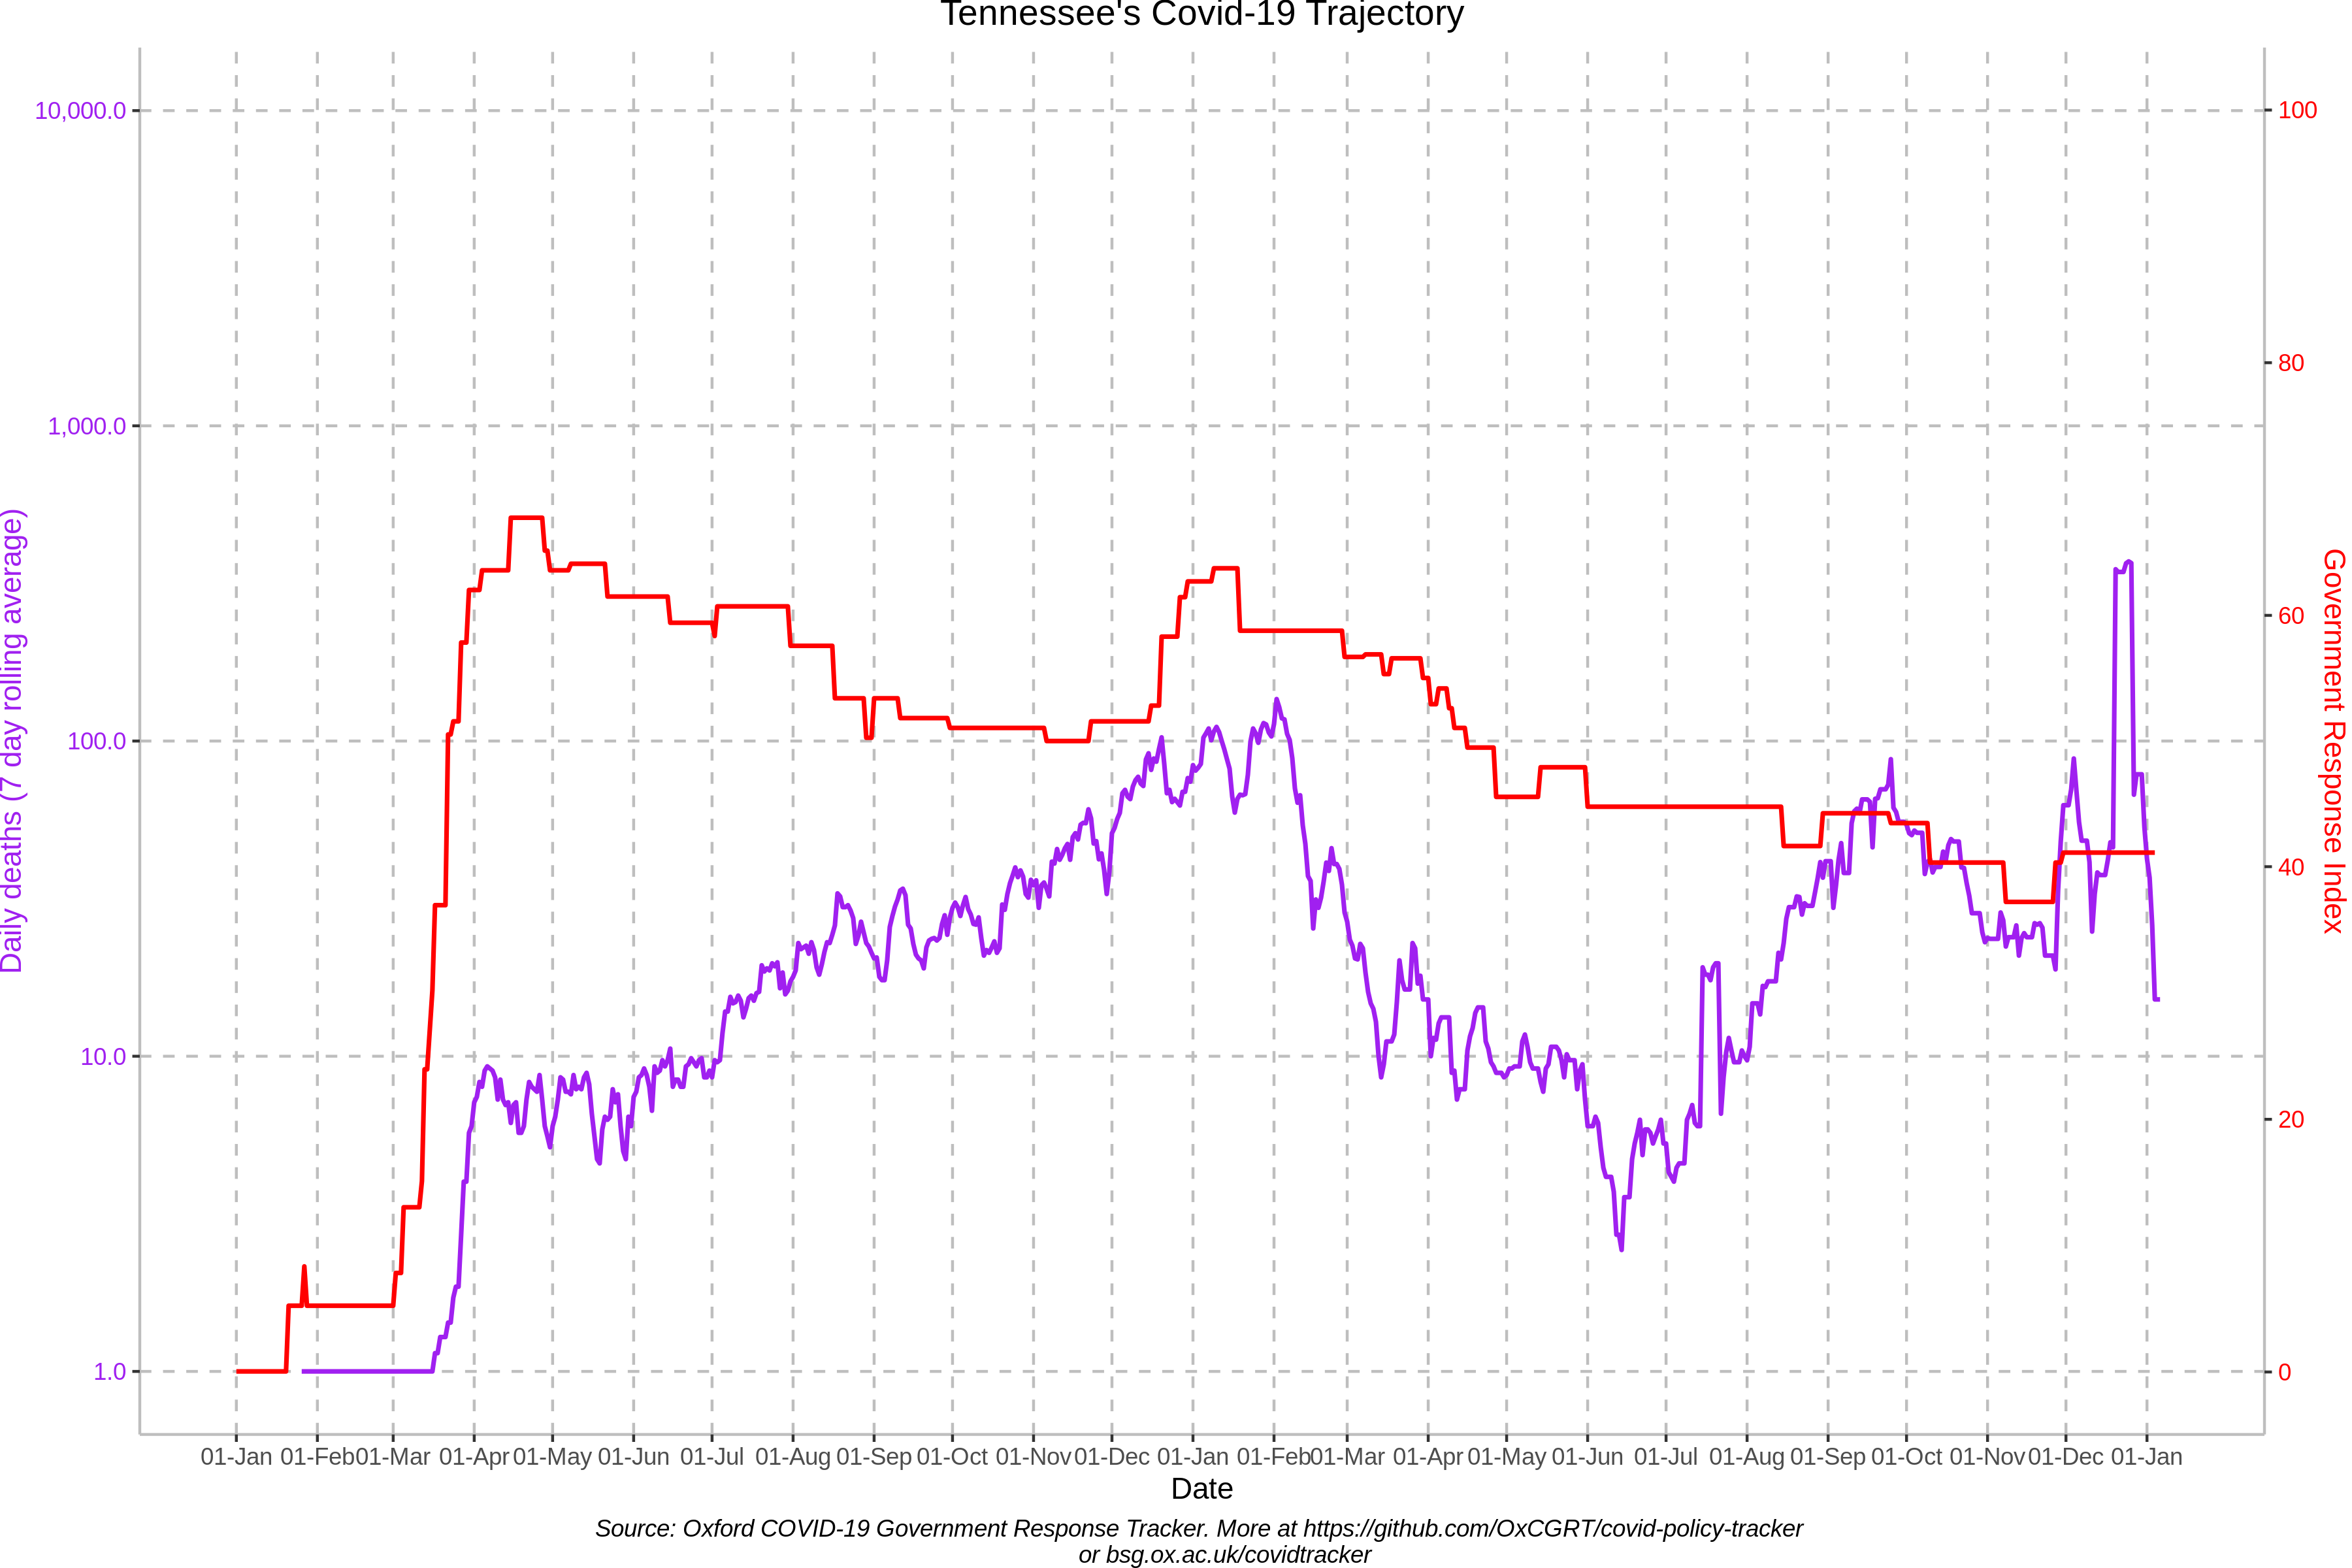 Tennessee's Covid-19 Trajectory
10,000.0
1,000.0
100.0
10.0
1.0
Daily deaths (7 day rolling average)
100
80
60
40
20
0
Government Response Index
01-Jan 01-Feb 01-Mar 01-Apr 01-May 01-Jun 01-Jul 01-Aug 01-Sep 01-Oct 01-Nov 01-Dec 01-Jan 01-Feb 01-Mar 01-Apr 01-May 01-Jun 01-Jul 01-Aug 01-Sep 01-Oct 01-Nov 01-Dec 01-Jan
Date
Source: Oxford COVID-19 Government Response Tracker. More at https://github.com/OxCGRT/covid-policy-tracker
or bsg.ox.ac.uk/covidtracker